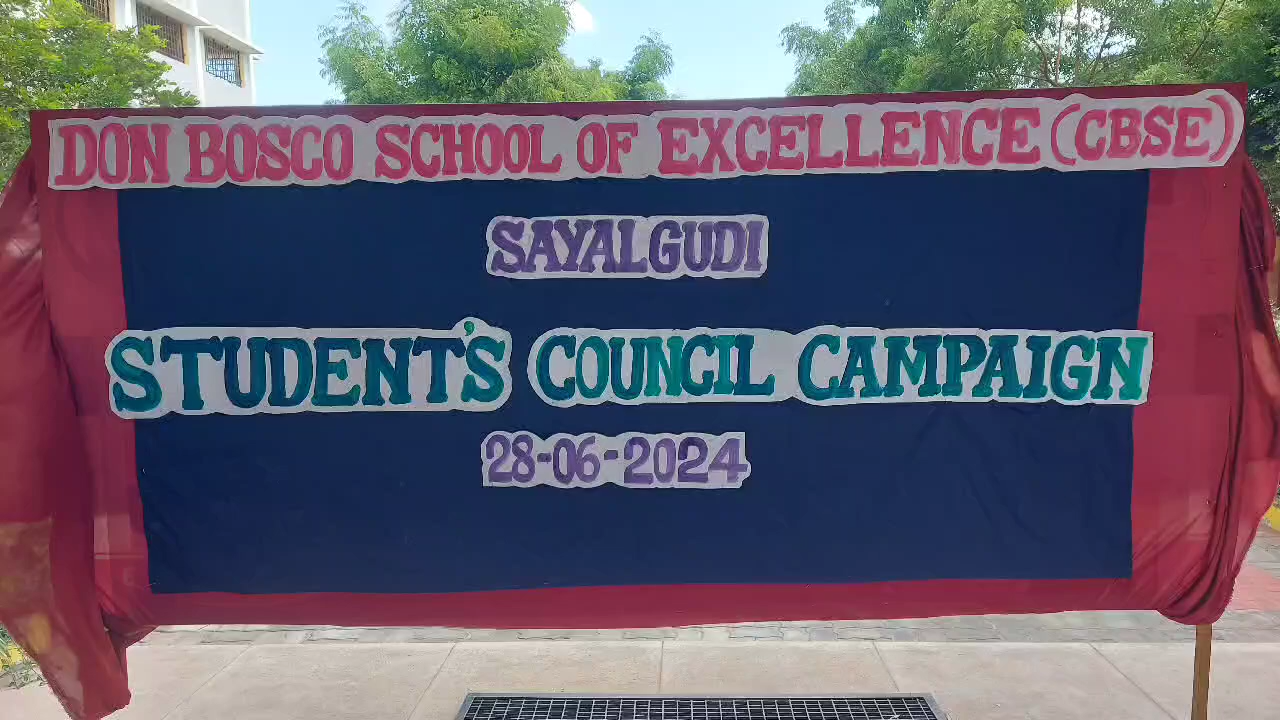 DON BOSCO SCHOOL OF EXCELLENCE (CBSE)
SAYALGUDI
STUDENT'S COUNCIL CAMPAIGN
28-06-2024